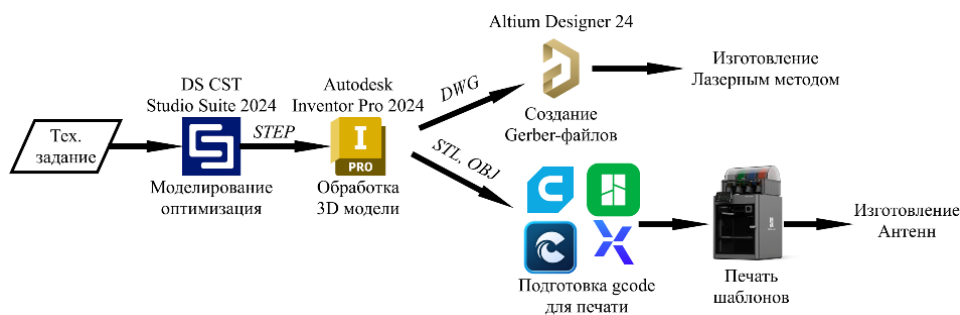 Altium Designer 24
DS CST
Studio Suite 2024
Autodesk
Inventor Pro 2024
DWG
Изготовление
Лазерным методом
Тех.
задание
STEP
I
PRO
Создание
Gerber-файлов
Моделирование
оптимизация
Обработка
3D модели
STL, OBJ
Изготовление
Антенн
Подготовка gcode
для печати
Печать
шаблонов